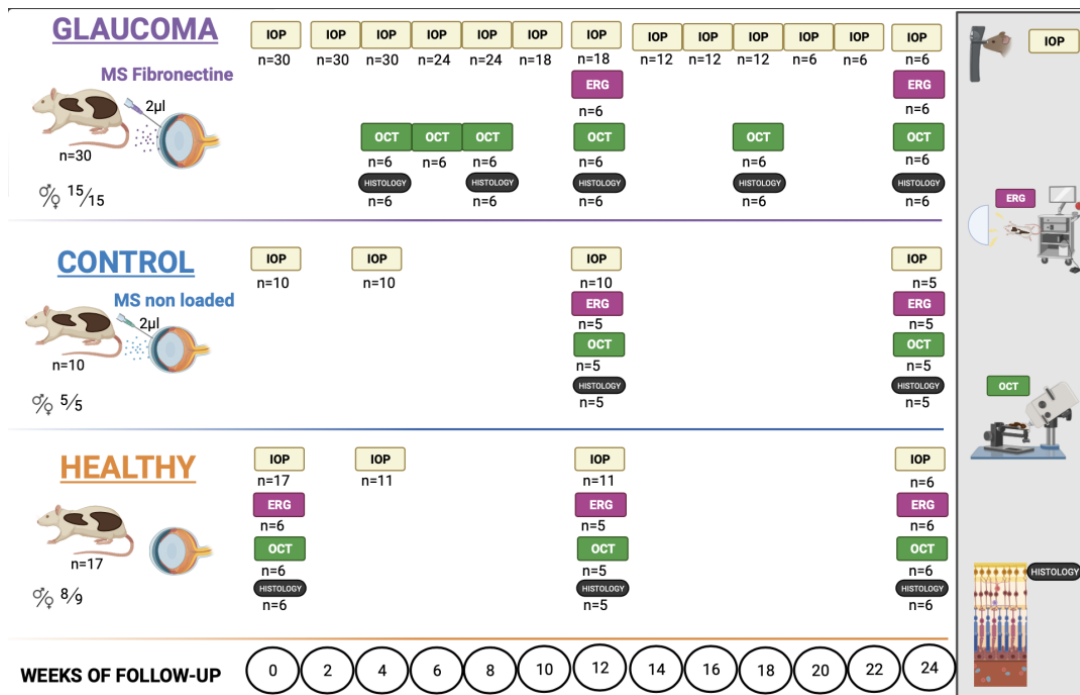 GLAUCOMA
IOP IOP IOP IOP IOP IOP IOP IOP IOP IOP IOP IOP IOP
n=30 n=30 n=30 n=24 n=24 n=18 n=18 n=12 n=12 n=12 n=6 n=6 n=6
MS Fibronectine
2µl
ERG ERG
n=6 n=6
OCT OCT OCT OCT OCT OCT
n=30
n=6 n=6 n=6 n=6 n=6 n=6
HISTOLOGY HISTOLOGY HISTOLOGY HISTOLOGY HISTOLOGY
♂/♀ 15/15
n=6 n=6 n=6 n=6 n=6
CONTROL
IOP IOP IOP IOP
n=10 n=10 n=10 n=5
MS non loaded
2µl
ERG ERG
n=5 n=5
OCT OCT
n=10
n=5 n=5
HISTOLOGY HISTOLOGY
♂/♀ 5/5
n=5 n=5
HEALTHY
IOP IOP IOP IOP
n=17 n=11 n=11 n=6
ERG ERG ERG
n=6 n=5 n=6
OCT OCT OCT
n=17
n=6 n=5 n=6
HISTOLOGY HISTOLOGY HISTOLOGY
♂/♀ 8/9
n=6 n=5 n=6
WEEKS OF FOLLOW-UP 0 2 4 6 8 10 12 14 16 18 20 22 24
IOP
ERG
OCT
HISTOLOGY